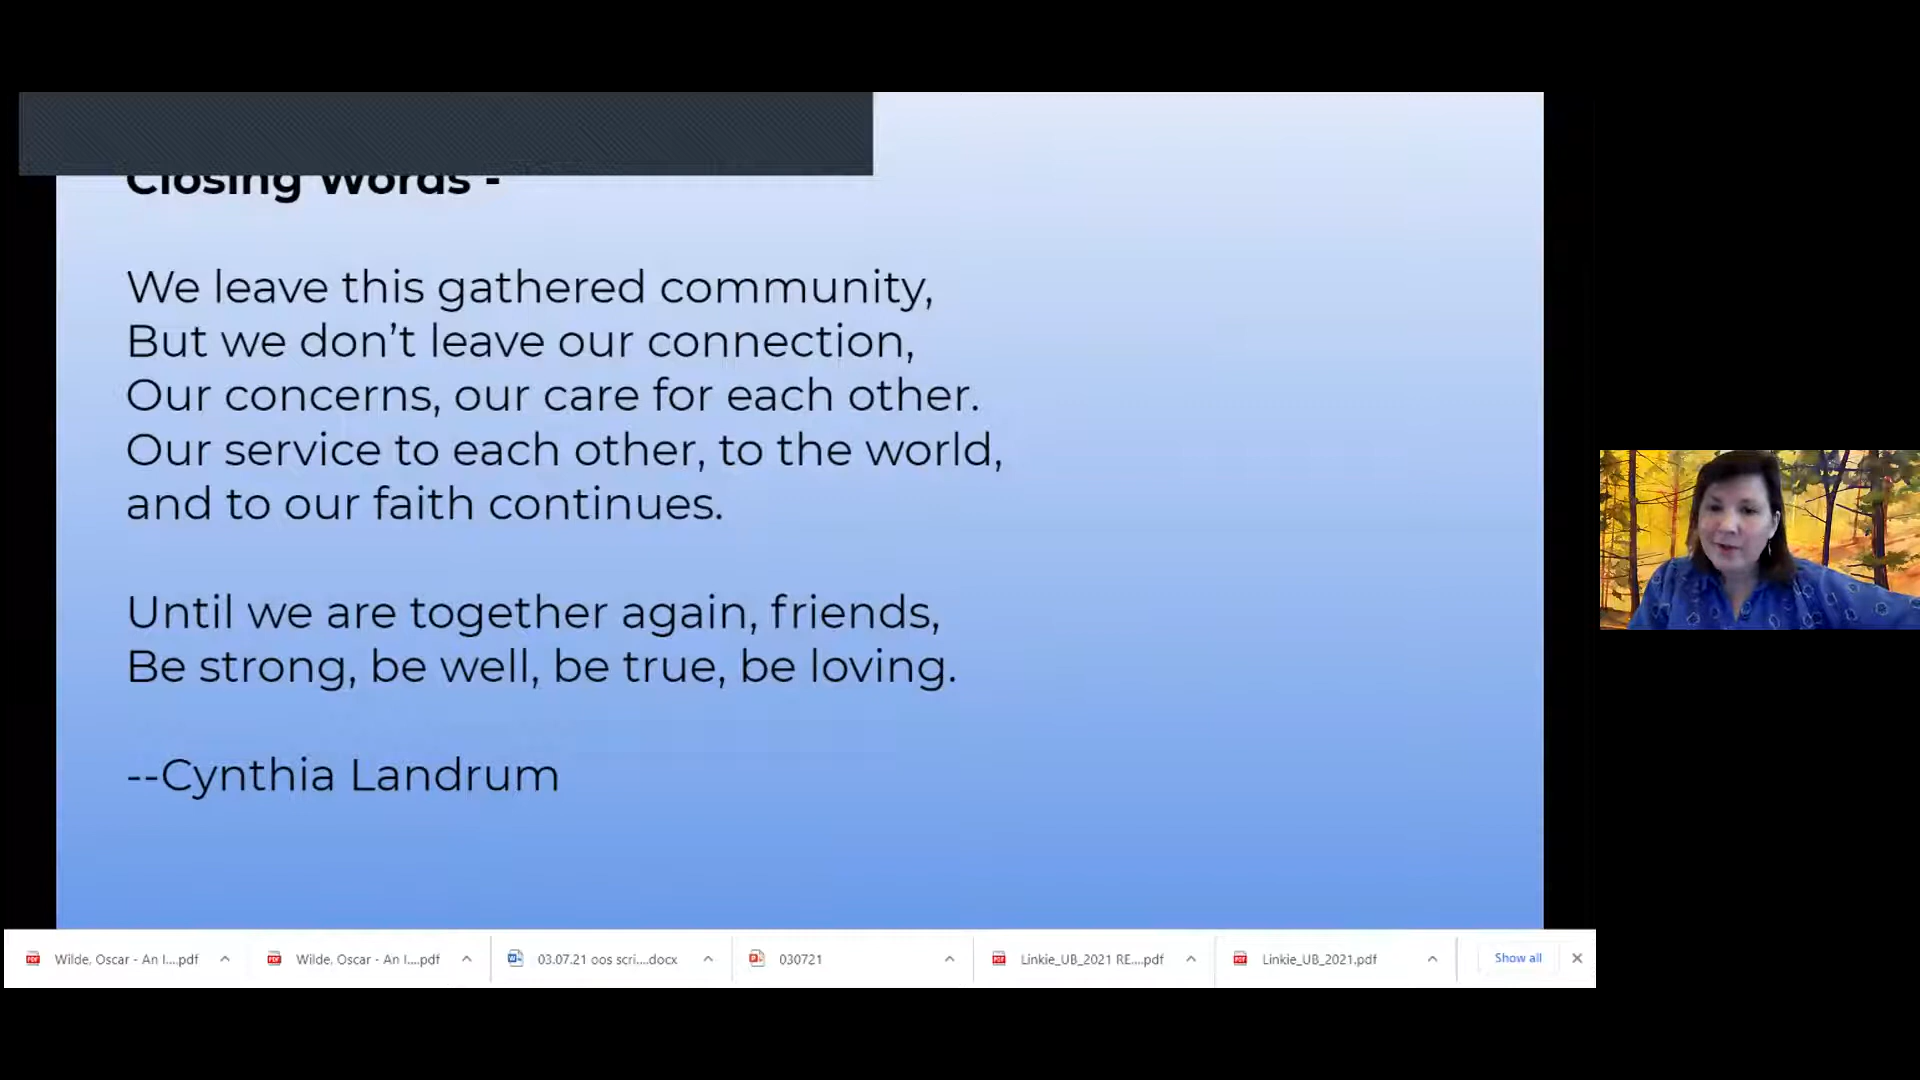 Closing Words -
We leave this gathered community,
But we don’t leave our connection,
Our concerns, our care for each other.
Our service to each other, to the world,
and to our faith continues.
Until we are together again, friends,
Be strong, be well, be true, be loving.
--Cynthia Landrum
Wilde, Oscar - An I....pdf
Wilde, Oscar - An I....pdf
03.07.21 oos scri....docx
030721
Linkie_UB_2021 RE....pdf
Linkie_UB_2021.pdf
Show all